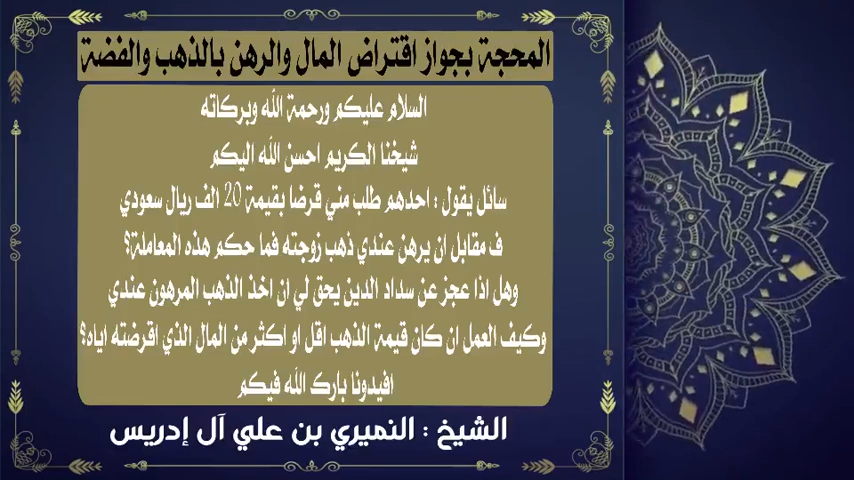 المحجة بجواز اقتراض المال والرهن بالذهب والفضة
السلام عليكم ورحمة الله وبركاته
شيخنا الكريم احسن الله اليكم
سائل يقول : احدهم طلب مني قرضا بقيمة 20 الف ريال سعودي
ف مقابل ان يرهن عندي ذهب زوجته فما حكم هذه المعاملة؟
وهل اذا عجز عن سداد الدين يحق لي ان اخذ الذهب المرهون عندي
وكيف العمل ان كان قيمة الذهب اقل او اكثر من المال الذي اقرضته اياه؟
افيدونا بارك الله فيكم
الشيخ : النميري بن علي آل إدريس